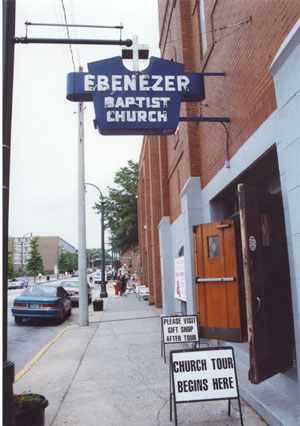 EBENEZER
BAPTIST
CHURCH
PLEASE VISIT
GIFT SHOP
AFTER TOUR
CHURCH TOUR
BEGINS HERE